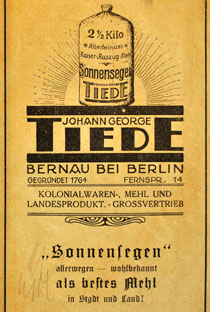 2½ Kilo
Allerfeinstes
Kaiser-Auszug-Mehl
Sonnensegen
TIEDE
JOHANN GEORGE
TIEDE
BERNAU BEI BERLIN
GEGRÜNDET 1764 FERNSPR. 14
KOLONIALWAREN-, MEHL UND
LANDESPRODUKT.-GROSSVERTRIEB
„Sonnensegen“
allerwegen — wohlbekannt
als bestes Mehl
in Stadt und Land!